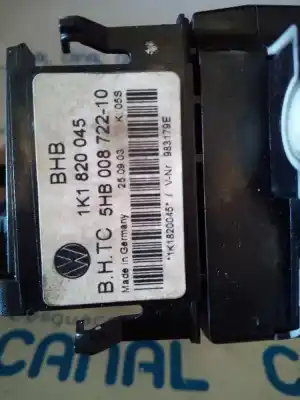 BHB
1K1 820 045
B.H.TC 5HB 008 722-10
Made in Germany 25.09.03 K 05S
*1K1820045* / V-Nr 983179E
CANAL